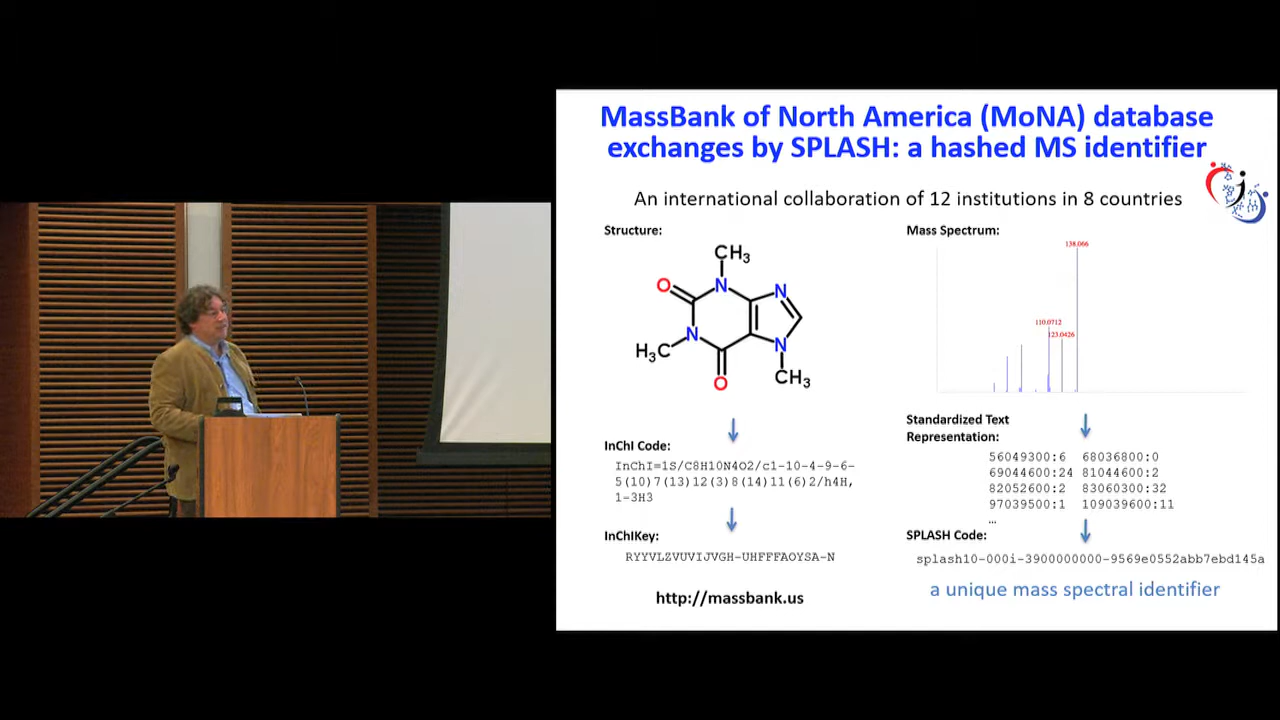 MassBank of North America (MoNA) database
exchanges by SPLASH: a hashed MS identifier
An international collaboration of 12 institutions in 8 countries
Structure:
CH3
O
N
N
N
N
H3C
O
CH3
InChI Code:
InChI=1S/C8H10N4O2/c1-10-4-9-6-
5(10)7(13)12(3)8(14)11(6)2/h4H,
1-3H3
InChIKey:
RYYVLZVUVIJVGH-UHFFFAOYSA-N
http://massbank.us
Mass Spectrum:
138.066
110.0712
123.0426
Standardized Text
Representation:
56049300:6 68036800:0
69044600:24 81044600:2
82052600:2 83060300:32
97039500:1 109039600:11
…
SPLASH Code:
splash10-000i-3900000000-9569e0552abb7ebd145a
a unique mass spectral identifier